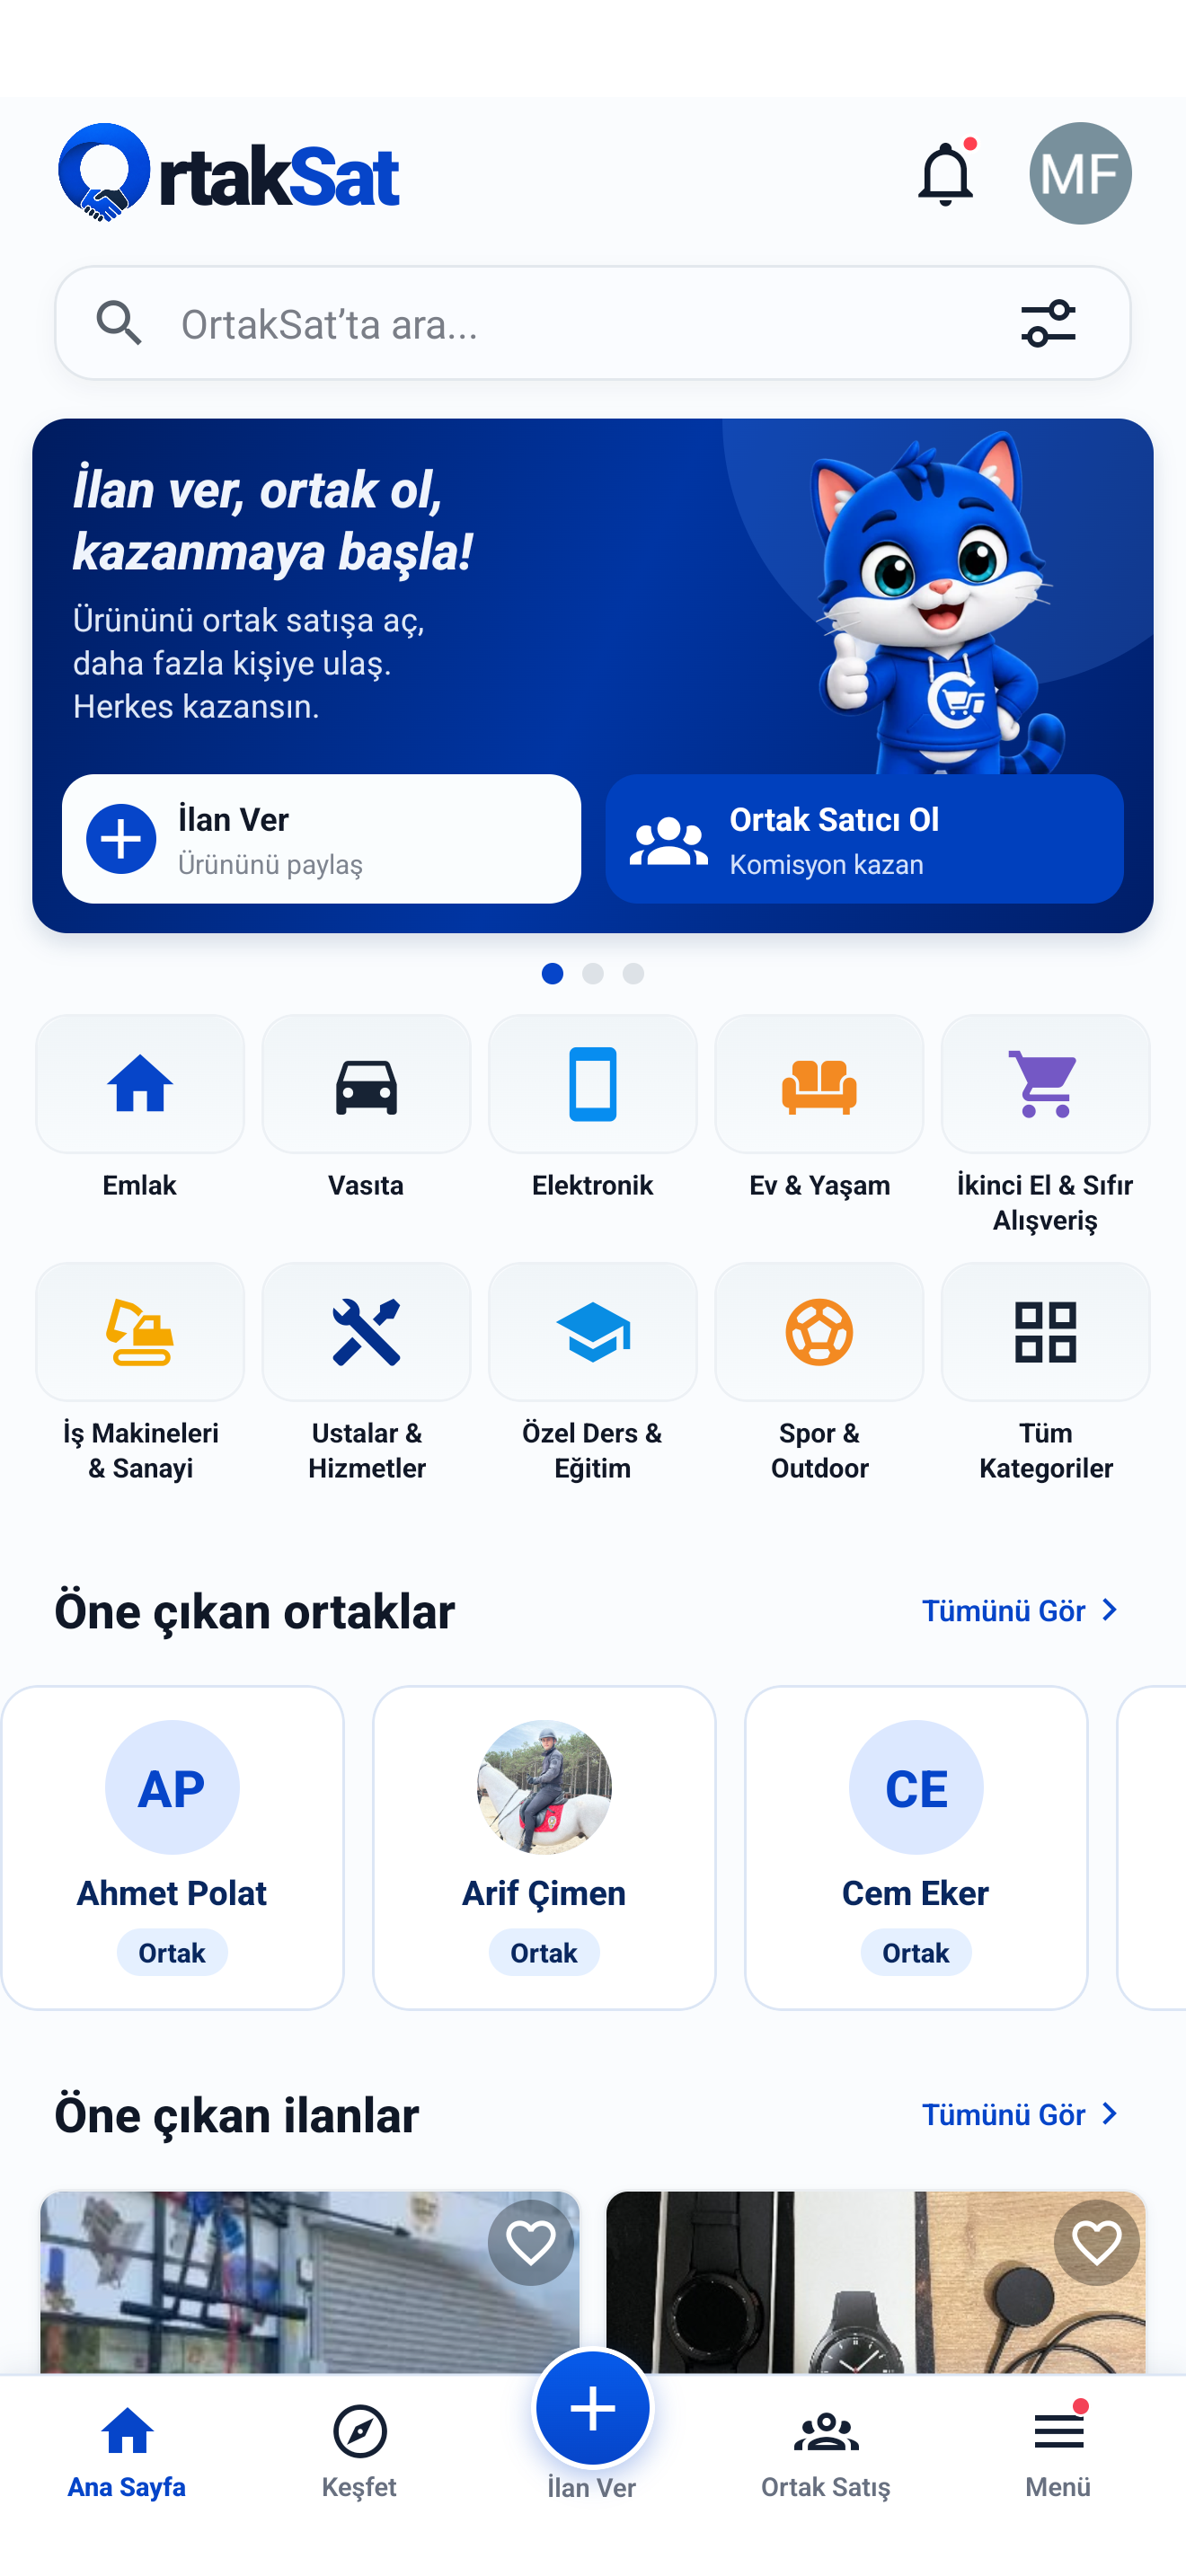 OrtakSat
MF
OrtakSat’ta ara...
İlan ver, ortak ol,
kazanmaya başla!
Ürününü ortak satışa aç,
daha fazla kişiye ulaş.
Herkes kazansın.
İlan Ver
Ürününü paylaş
Ortak Satıcı Ol
Komisyon kazan
Emlak
Vasıta
Elektronik
Ev & Yaşam
İkinci El & Sıfır
Alışveriş
İş Makineleri
& Sanayi
Ustalar &
Hizmetler
Özel Ders &
Eğitim
Spor &
Outdoor
Tüm
Kategoriler
Öne çıkan ortaklar
Tümünü Gör
AP
Ahmet Polat
Ortak
Arif Çimen
Ortak
CE
Cem Eker
Ortak
Öne çıkan ilanlar
Tümünü Gör
Ana Sayfa
Keşfet
İlan Ver
Ortak Satış
Menü